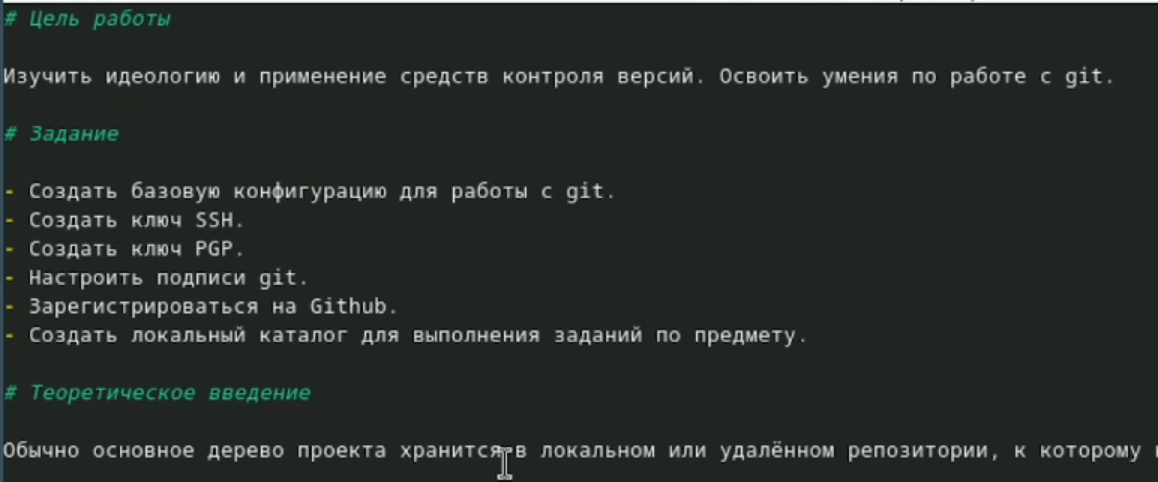 # Цель работы
Изучить идеологию и применение средств контроля версий. Освоить умения по работе с git.
# Задание
- Создать базовую конфигурацию для работы с git.
- Создать ключ SSH.
- Создать ключ PGP.
- Настроить подписи git.
- Зарегистрироваться на Github.
- Создать локальный каталог для выполнения заданий по предмету.
# Теоретическое введение
Обычно основное дерево проекта хранится в локальном или удалённом репозитории, к которому